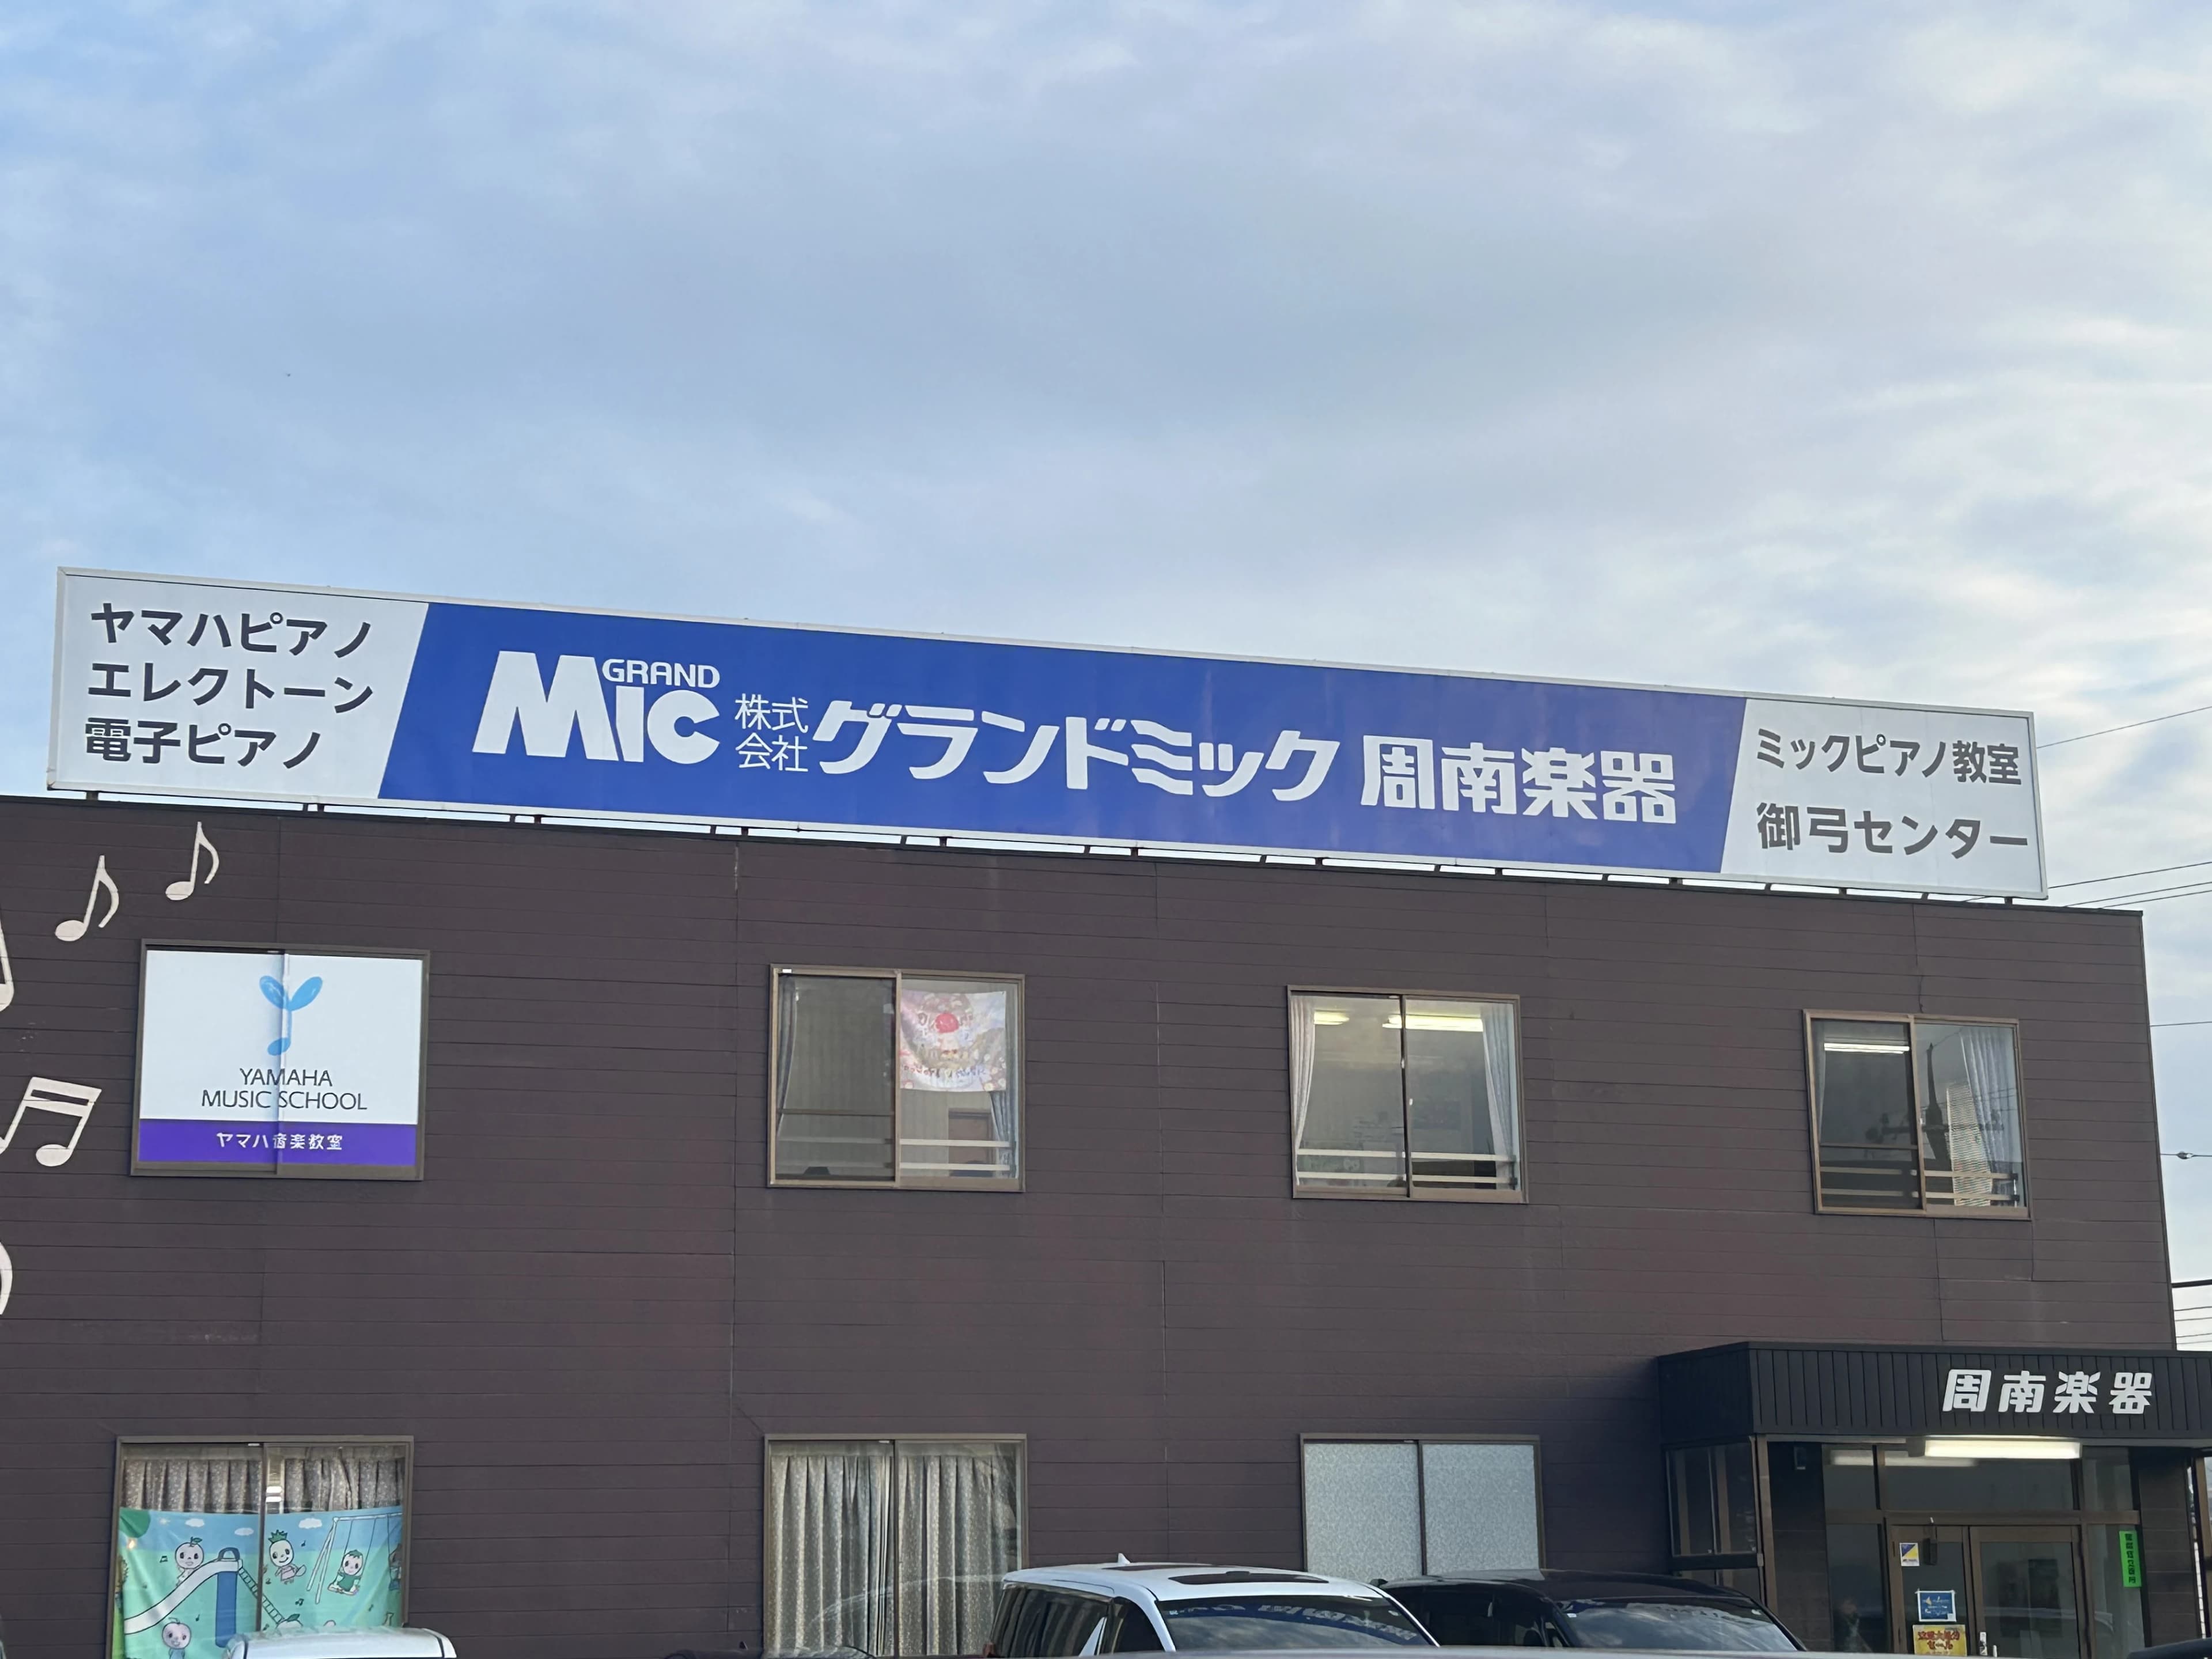 ヤマハピアノ
エレクトーン
電子ピアノ
GRAND
MIC
株式
会社
グランドミック 周南楽器
ミックピアノ教室
御弓センター
YAMAHA
MUSIC SCHOOL
ヤマハ音楽教室
周南楽器